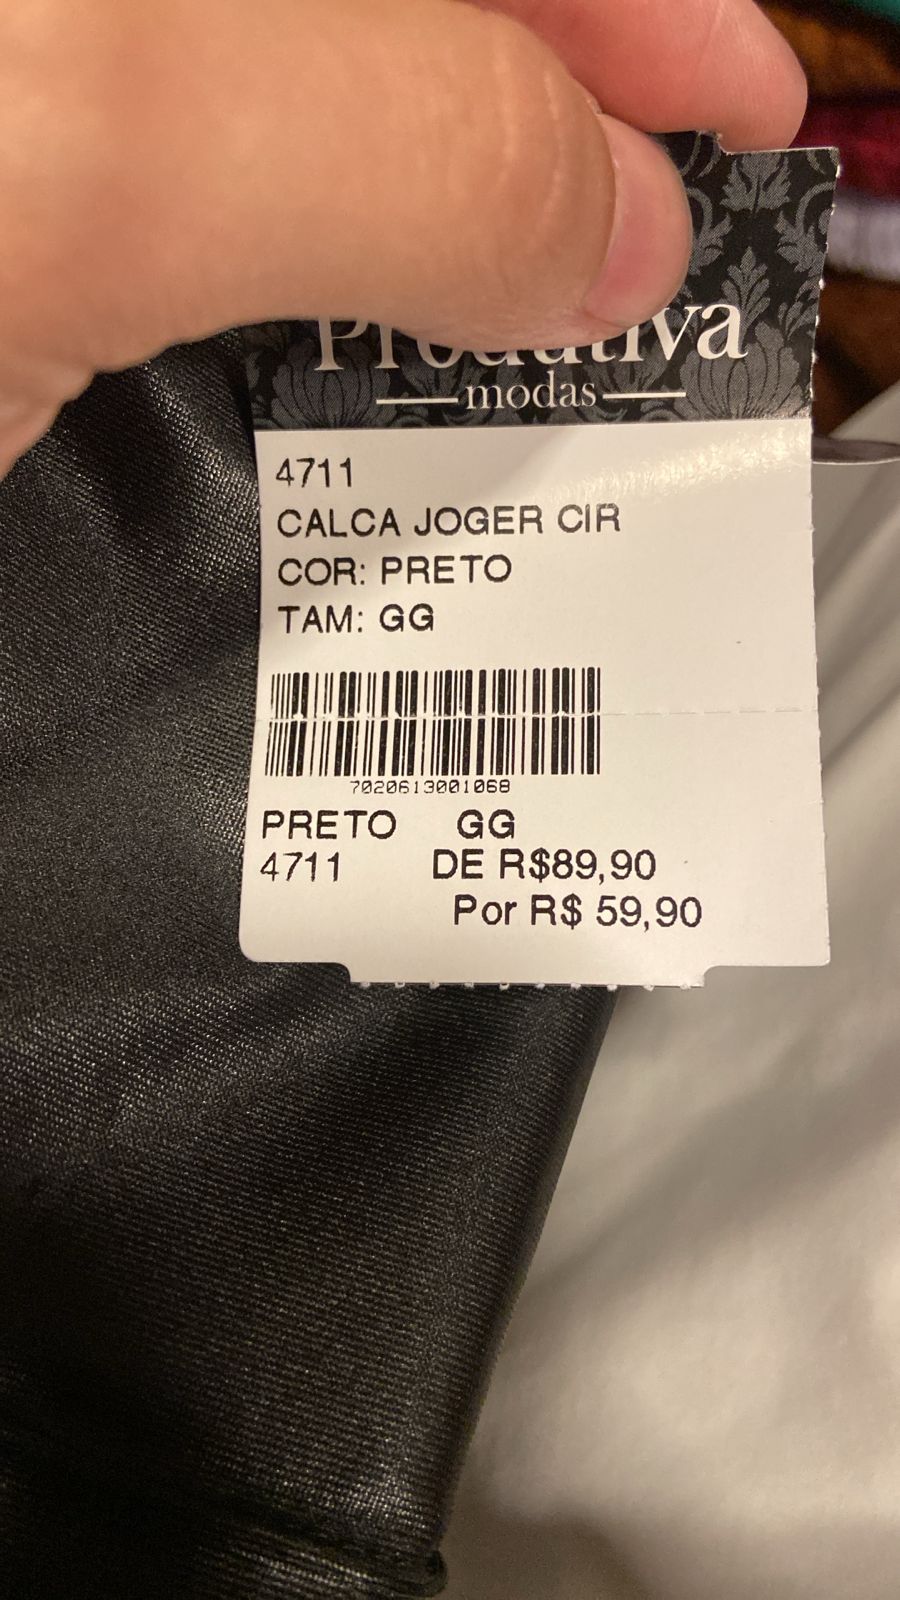 Produtiva
modas
4711
CALCA JOGER CIR
COR: PRETO
TAM: GG
7020613001068
PRETO GG
4711 DE R$89,90
Por R$ 59,90